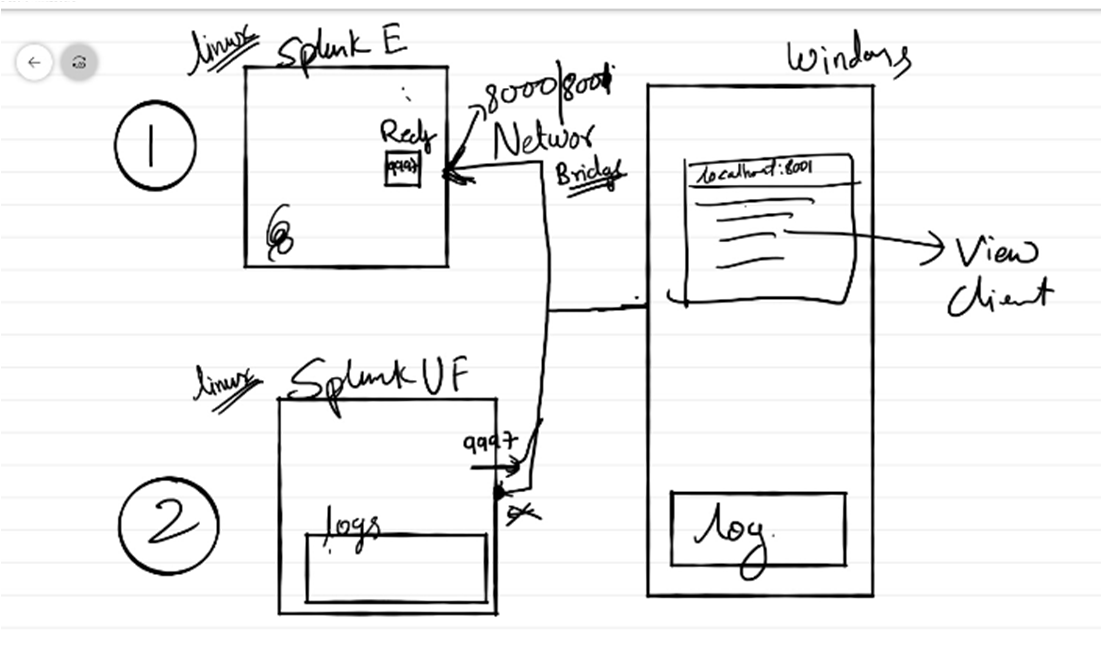 linux
Splunk E
Windows
8000/8001
Networ
Bridge
1
9997
localhost:8001
View
Client
linux
Splunk UF
9997
2
logs
log